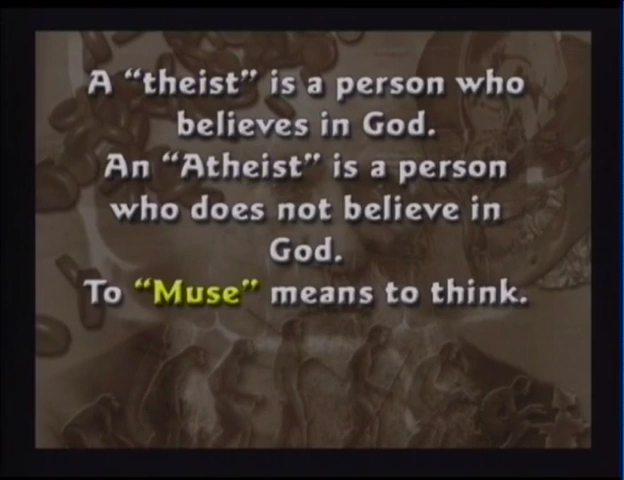 A “theist” is a person who
believes in God.
An “Atheist” is a person
who does not believe in
God.
To “Muse” means to think.